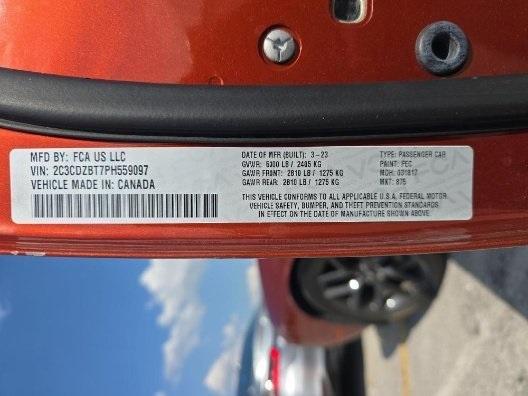 MFD BY: FCA US LLC
VIN: 2C3CDZBT7PH559097
VEHICLE MADE IN: CANADA
DATE OF MFR (BUILT): 3-23
GVWR: 5300 LB / 2405 KG
GAWR FRONT: 2810 LB / 1275 KG
GAWR REAR: 2810 LB / 1275 KG
TYPE: PASSENGER CAR
PAINT: PEC
MDH: 031817
MKT: 875
THIS VEHICLE CONFORMS TO ALL APPLICABLE U.S.A. FEDERAL MOTOR
VEHICLE SAFETY, BUMPER, AND THEFT PREVENTION STANDARDS
IN EFFECT ON THE DATE OF MANUFACTURE SHOWN ABOVE.